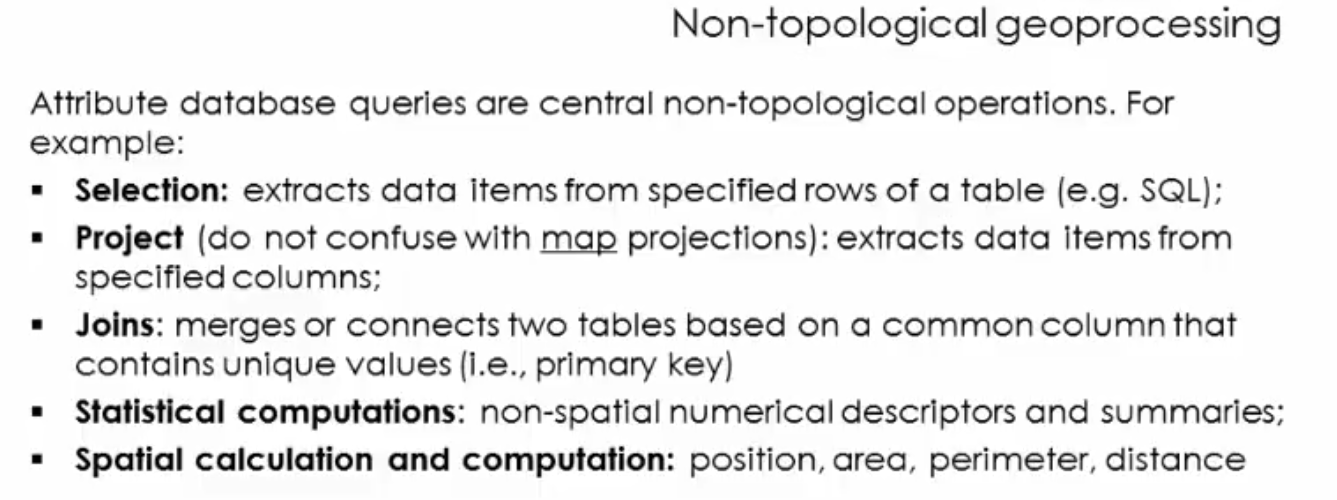 Non-topological geoprocessing
Attribute database queries are central non-topological operations. For
example:
▪ Selection: extracts data items from specified rows of a table (e.g. SQL);
▪ Project (do not confuse with map projections): extracts data items from
specified columns;
▪ Joins: merges or connects two tables based on a common column that
contains unique values (i.e., primary key)
▪ Statistical computations: non-spatial numerical descriptors and summaries;
▪ Spatial calculation and computation: position, area, perimeter, distance